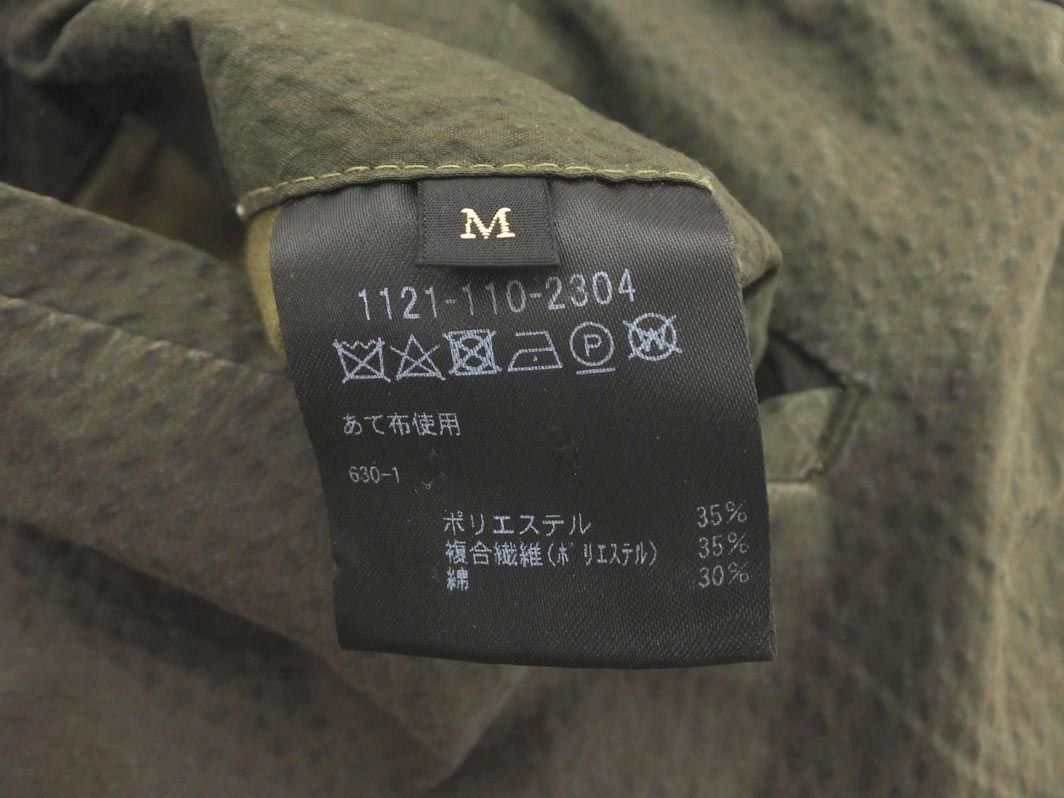 M
1121-110-2304
P W
あて布使用
630-1
ポリエステル 35%
複合繊維(ポリエステル) 35%
綿 30%